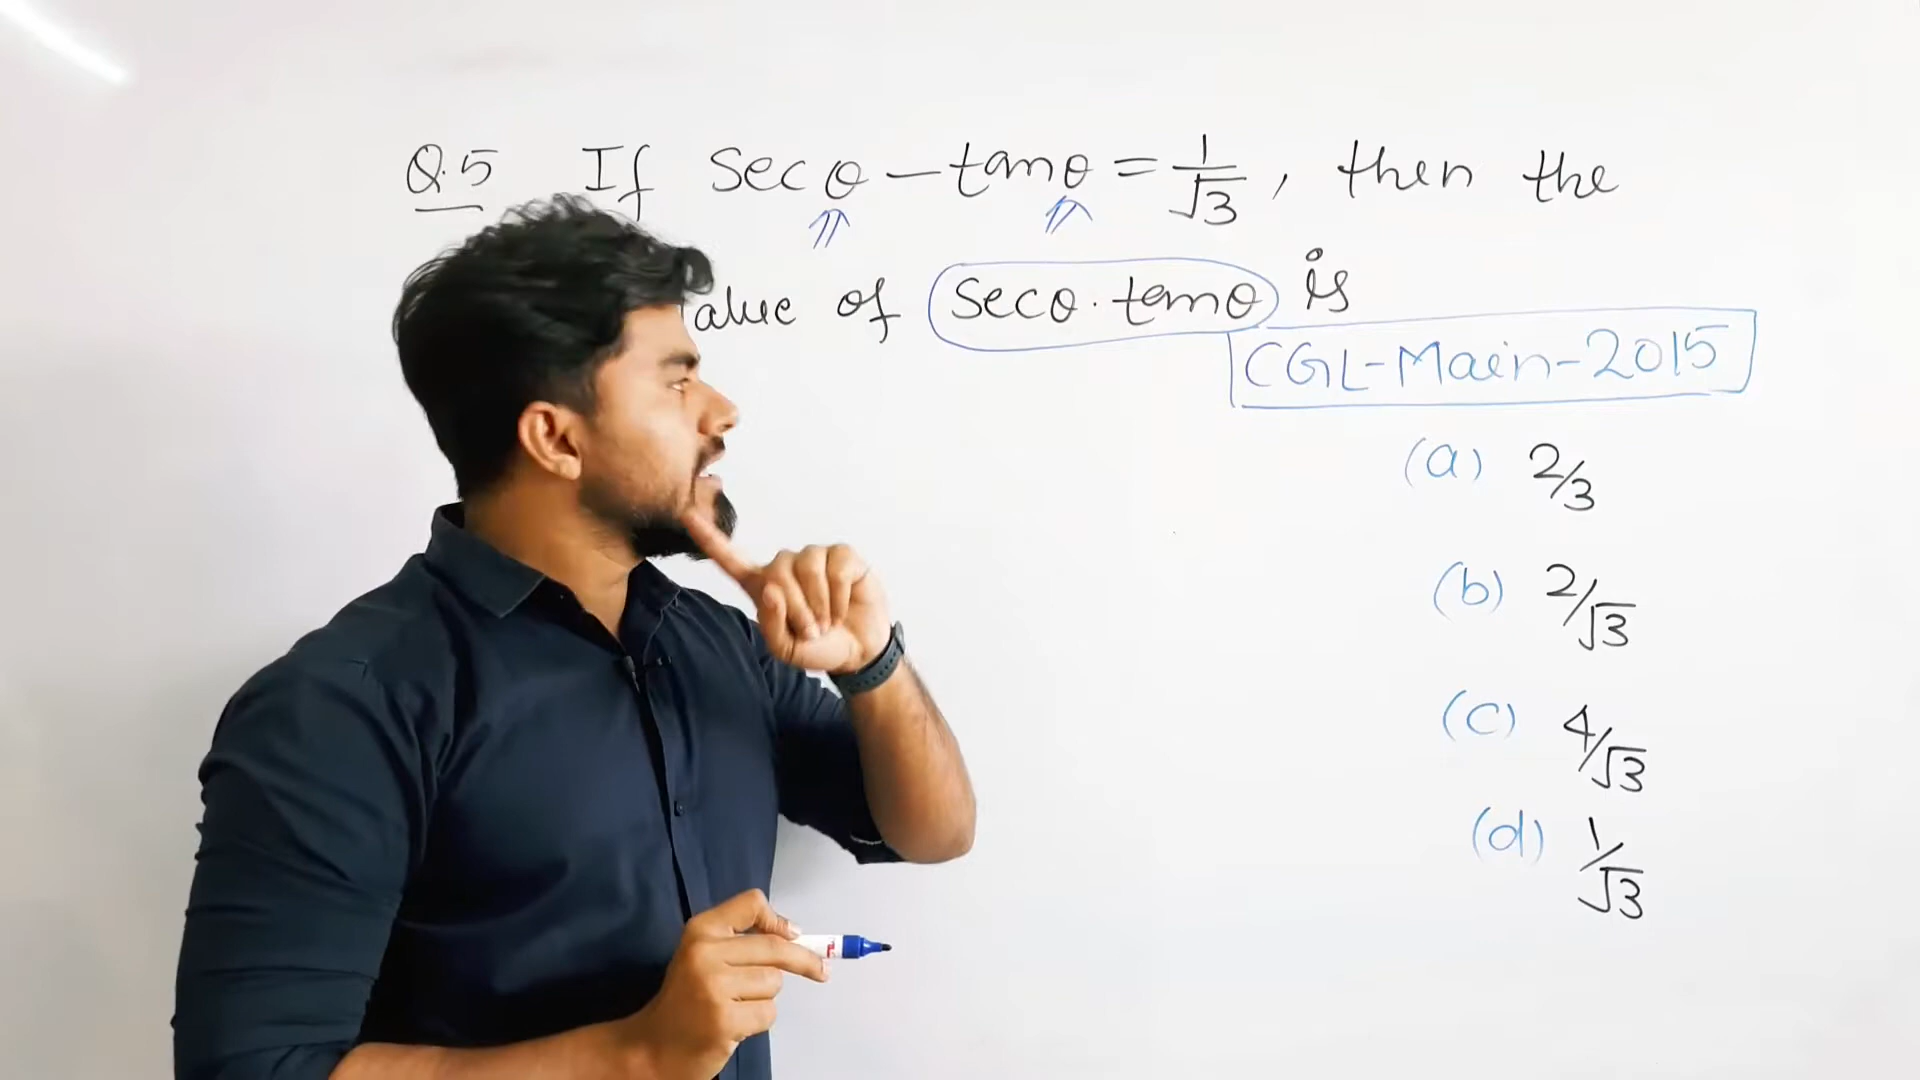 Q.5 If Secθ - tanθ = 1/√3, then the
value of Secθ. tanθ is
CGL-Main-2015
(a) 2/3
(b) 2/√3
(c) 4/√3
(d) 1/√3